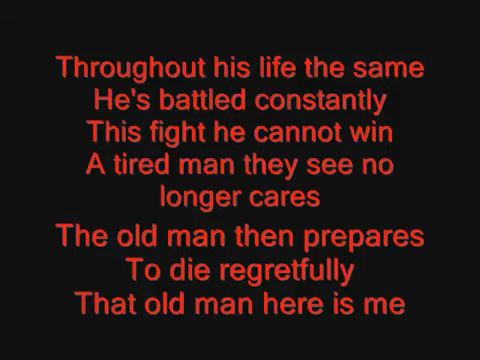 Throughout his life the same
He's battled constantly
This fight he cannot win
A tired man they see no
longer cares
The old man then prepares
To die regretfully
That old man here is me